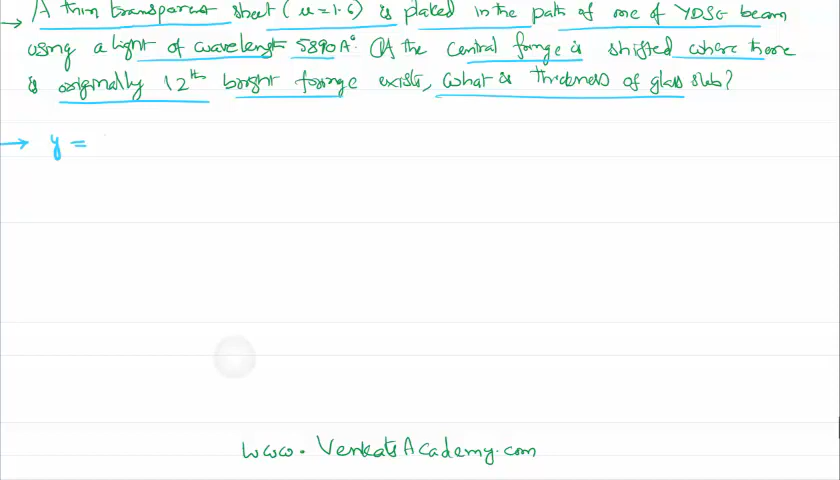 → A thin transparent sheet (u=1.6) is placed in the path of one of YDSE beam
using a light of wavelength 5890A°. If the central fringe is shifted where there
is originally 12th bright fringe exists, what is thickness of glass slab?
→ y =
www.VenkatsAcademy.com